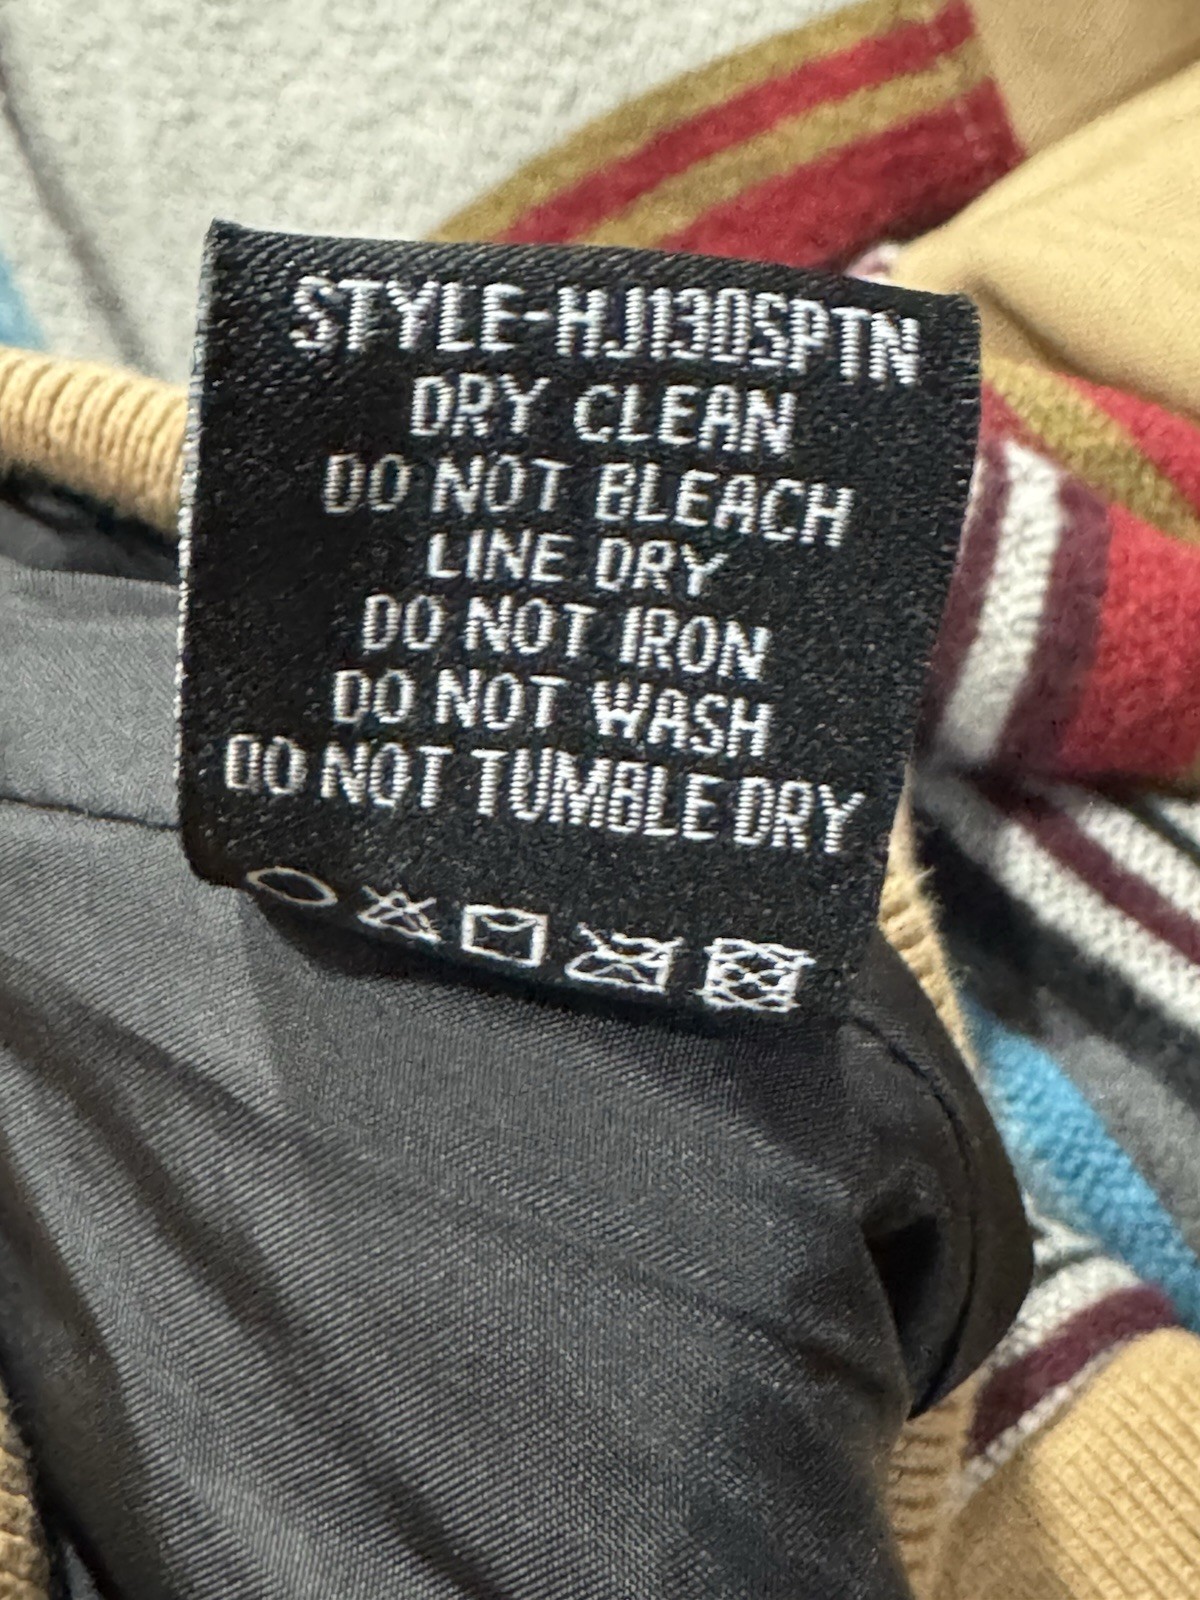 STYLE-HJ130SPTN
DRY CLEAN
DO NOT BLEACH
LINE DRY
DO NOT IRON
DO NOT WASH
DO NOT TUMBLE DRY